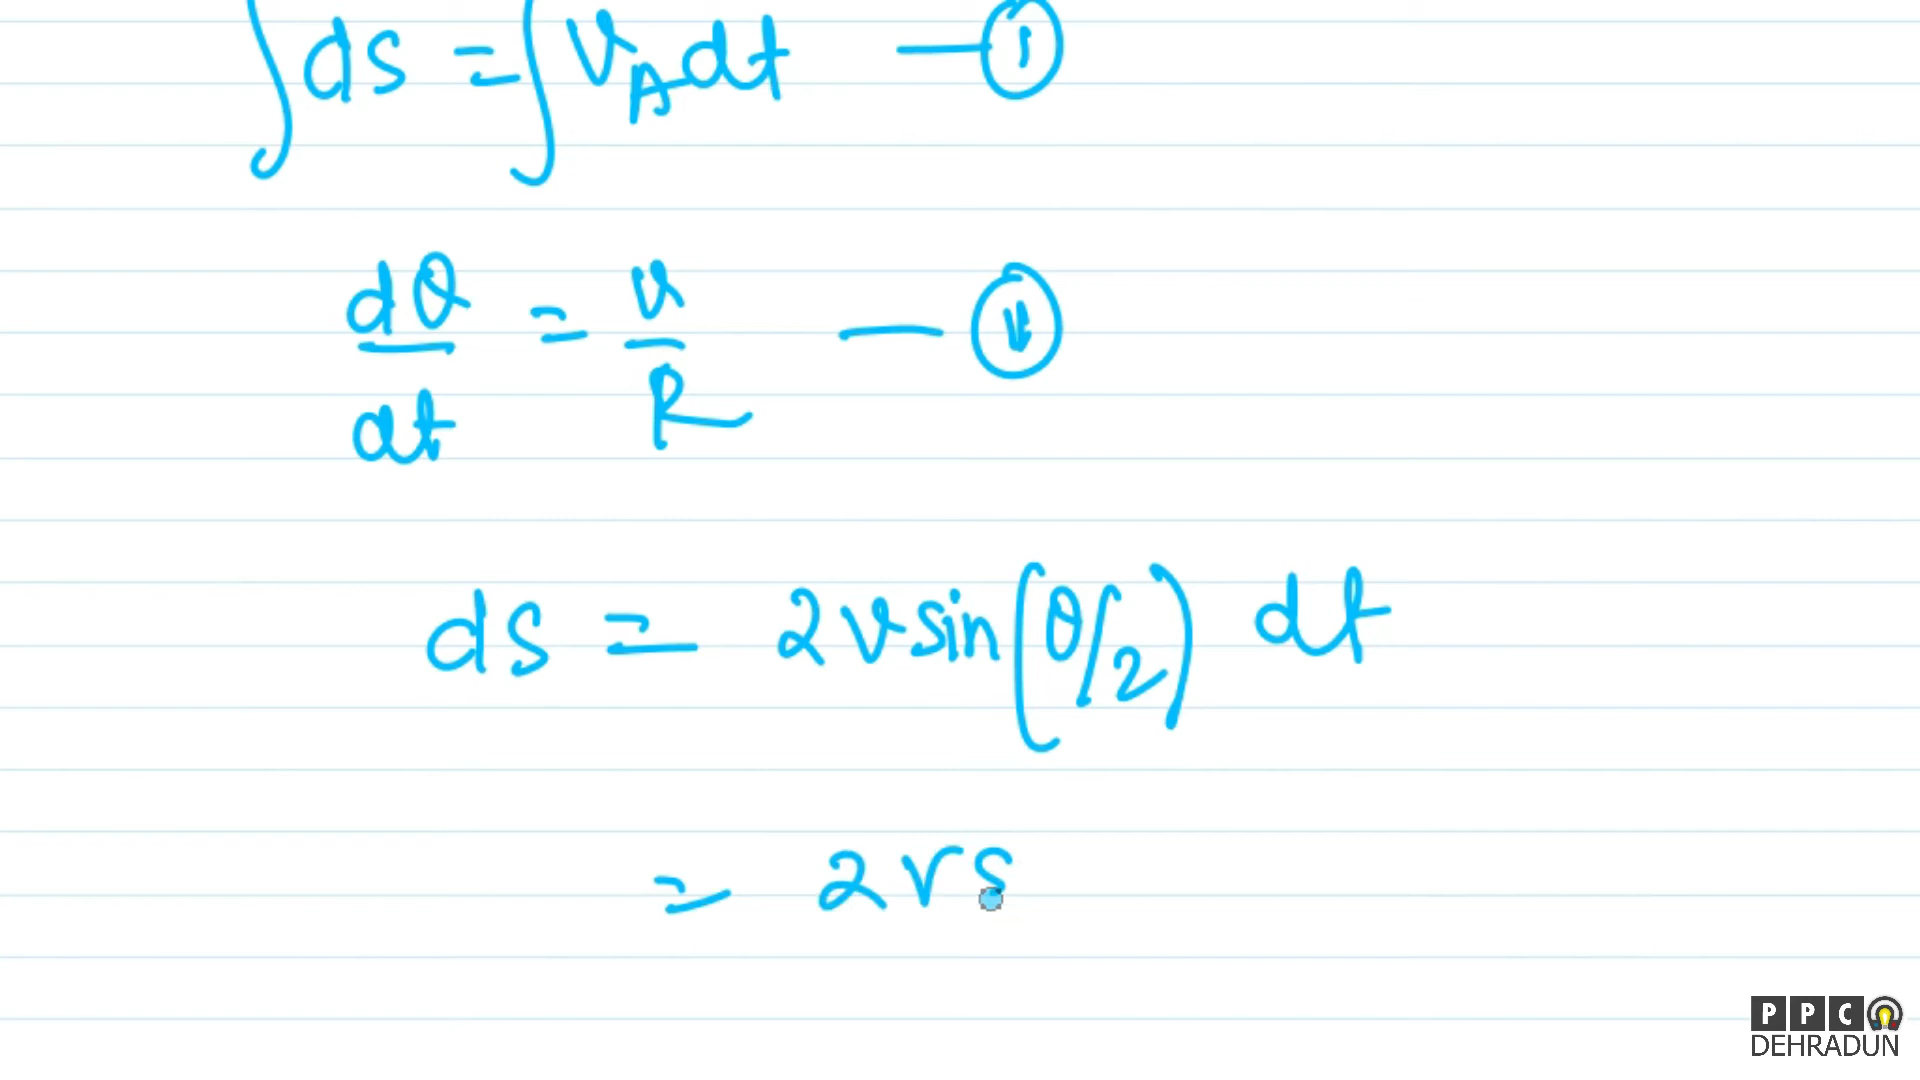 ∫ds = ∫v_A dt — ①
dθ/dt = v/R — ②
ds = 2v sin(θ/2) dt
= 2vs
PPC
DEHRADUN